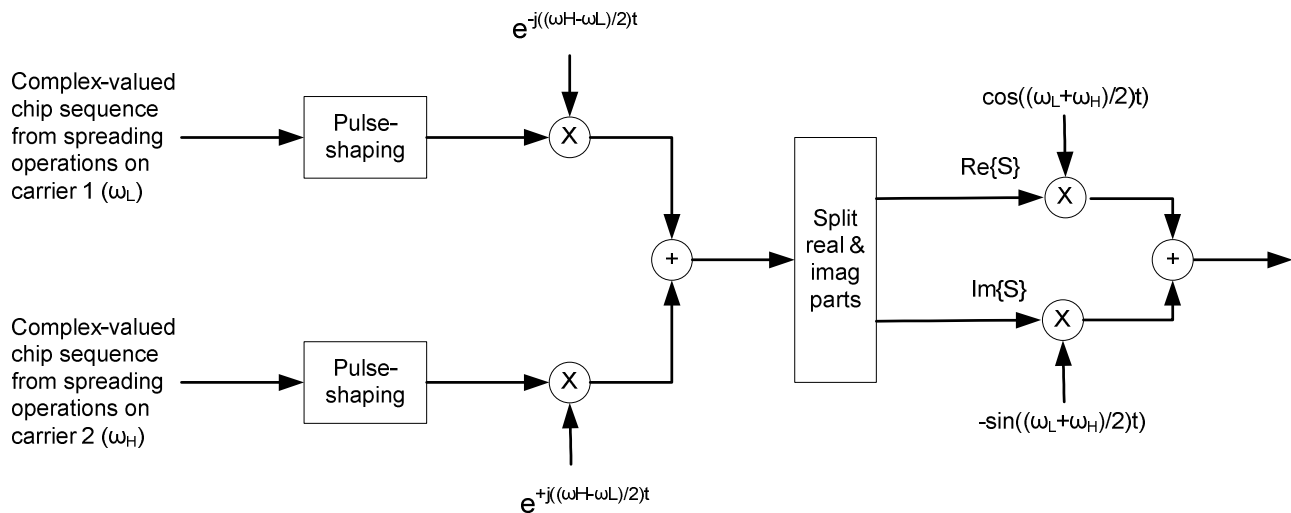 e-j((ωH-ωL)/2)t
Complex-valued
chip sequence
from spreading
operations on
carrier 1 (ωL)
Pulse-
shaping
X
cos((ωL+ωH)/2)t)
Re{S}
X
Split
real &
imag
parts
+
+
Im{S}
X
-sin((ωL+ωH)/2)t)
Complex-valued
chip sequence
from spreading
operations on
carrier 2 (ωH)
Pulse-
shaping
X
e+j((ωH-ωL)/2)t